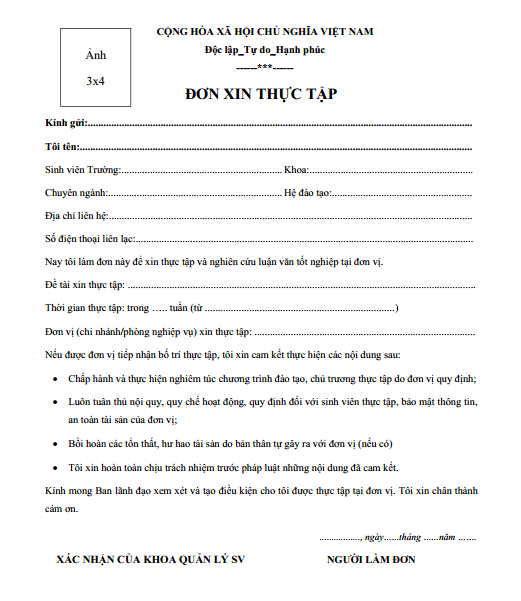 CỘNG HÒA XÃ HỘI CHỦ NGHĨA VIỆT NAM
Ảnh
3x4
Độc lập_Tự do_Hạnh phúc
------***------
ĐƠN XIN THỰC TẬP
Kính gửi:..............................................................................................................
Tôi tên:.................................................................................................................
Sinh viên Trường:..............................................Khoa:...............................................
Chuyên ngành:..................................................Hệ đào tạo:........................................
Địa chỉ liên hệ:.......................................................................................................
Số điện thoại liên lạc:...............................................................................................
Nay tôi làm đơn này để xin thực tập và nghiên cứu luận văn tốt nghiệp tại đơn vị.
Đề tài xin thực tập: ..................................................................................................
Thời gian thực tập: trong ….. tuần (từ ......................................................)
Đơn vị (chi nhánh/phòng nghiệp vụ) xin thực tập: ...............................................................
Nếu được đơn vị tiếp nhận bố trí thực tập, tôi xin cam kết thực hiện các nội dung sau:
• Chấp hành và thực hiện nghiêm túc chương trình đào tạo, chủ trương thực tập do đơn vị quy định;
• Luôn tuân thủ nội quy, quy chế hoạt động, quy định đối với sinh viên thực tập, bảo mật thông tin,
an toàn tài sản của đơn vị;
• Bồi hoàn các tổn thất, hư hao tài sản do bản thân tự gây ra với đơn vị (nếu có)
• Tôi xin hoàn toàn chịu trách nhiệm trước pháp luật những nội dung đã cam kết.
Kính mong Ban lãnh đạo xem xét và tạo điều kiện cho tôi được thực tập tại đơn vị. Tôi xin chân thành
cám ơn.
................., ngày......tháng ......năm …….
XÁC NHẬN CỦA KHOA QUẢN LÝ SV NGƯỜI LÀM ĐƠN